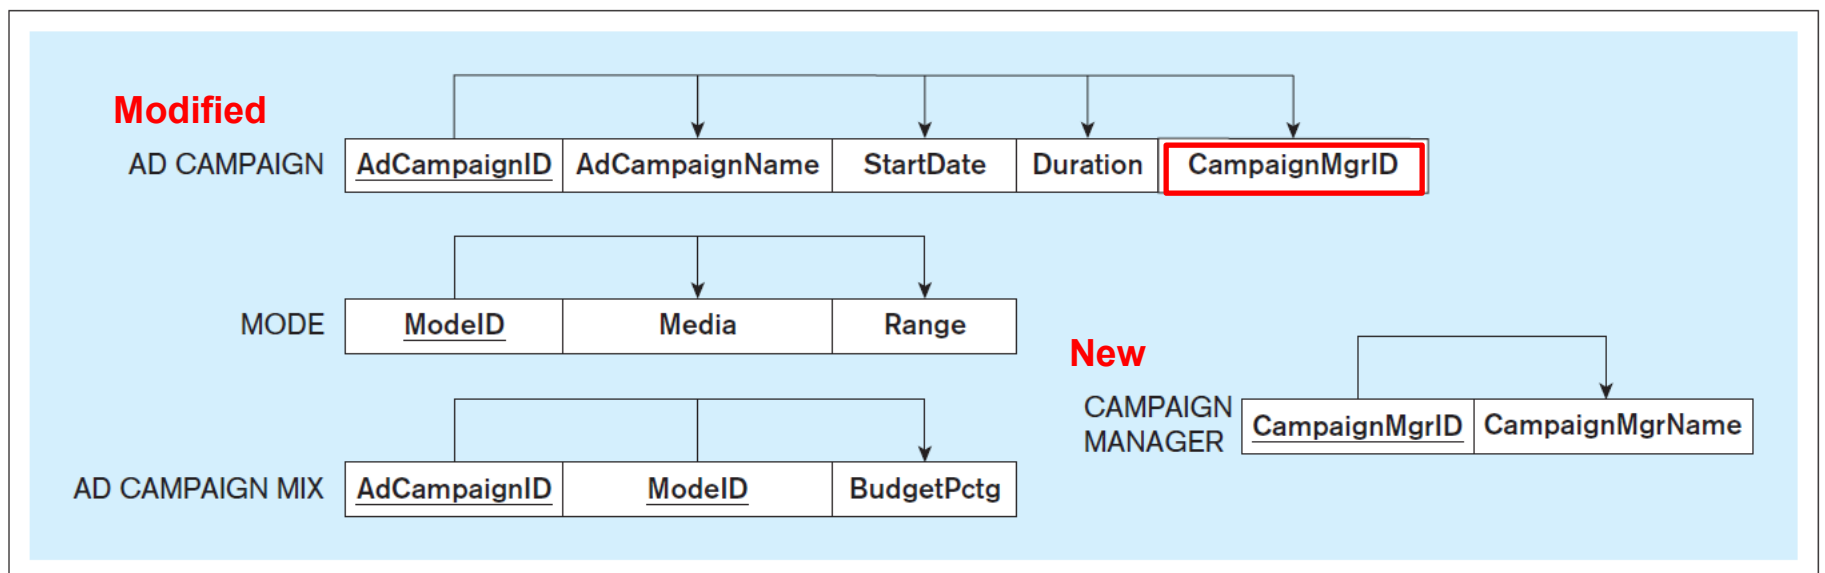 Modified
AD CAMPAIGN AdCampaignID AdCampaignName StartDate Duration CampaignMgrID
MODE ModeID Media Range
New
CAMPAIGN
MANAGER
CampaignMgrID CampaignMgrName
AD CAMPAIGN MIX AdCampaignID ModeID BudgetPctg